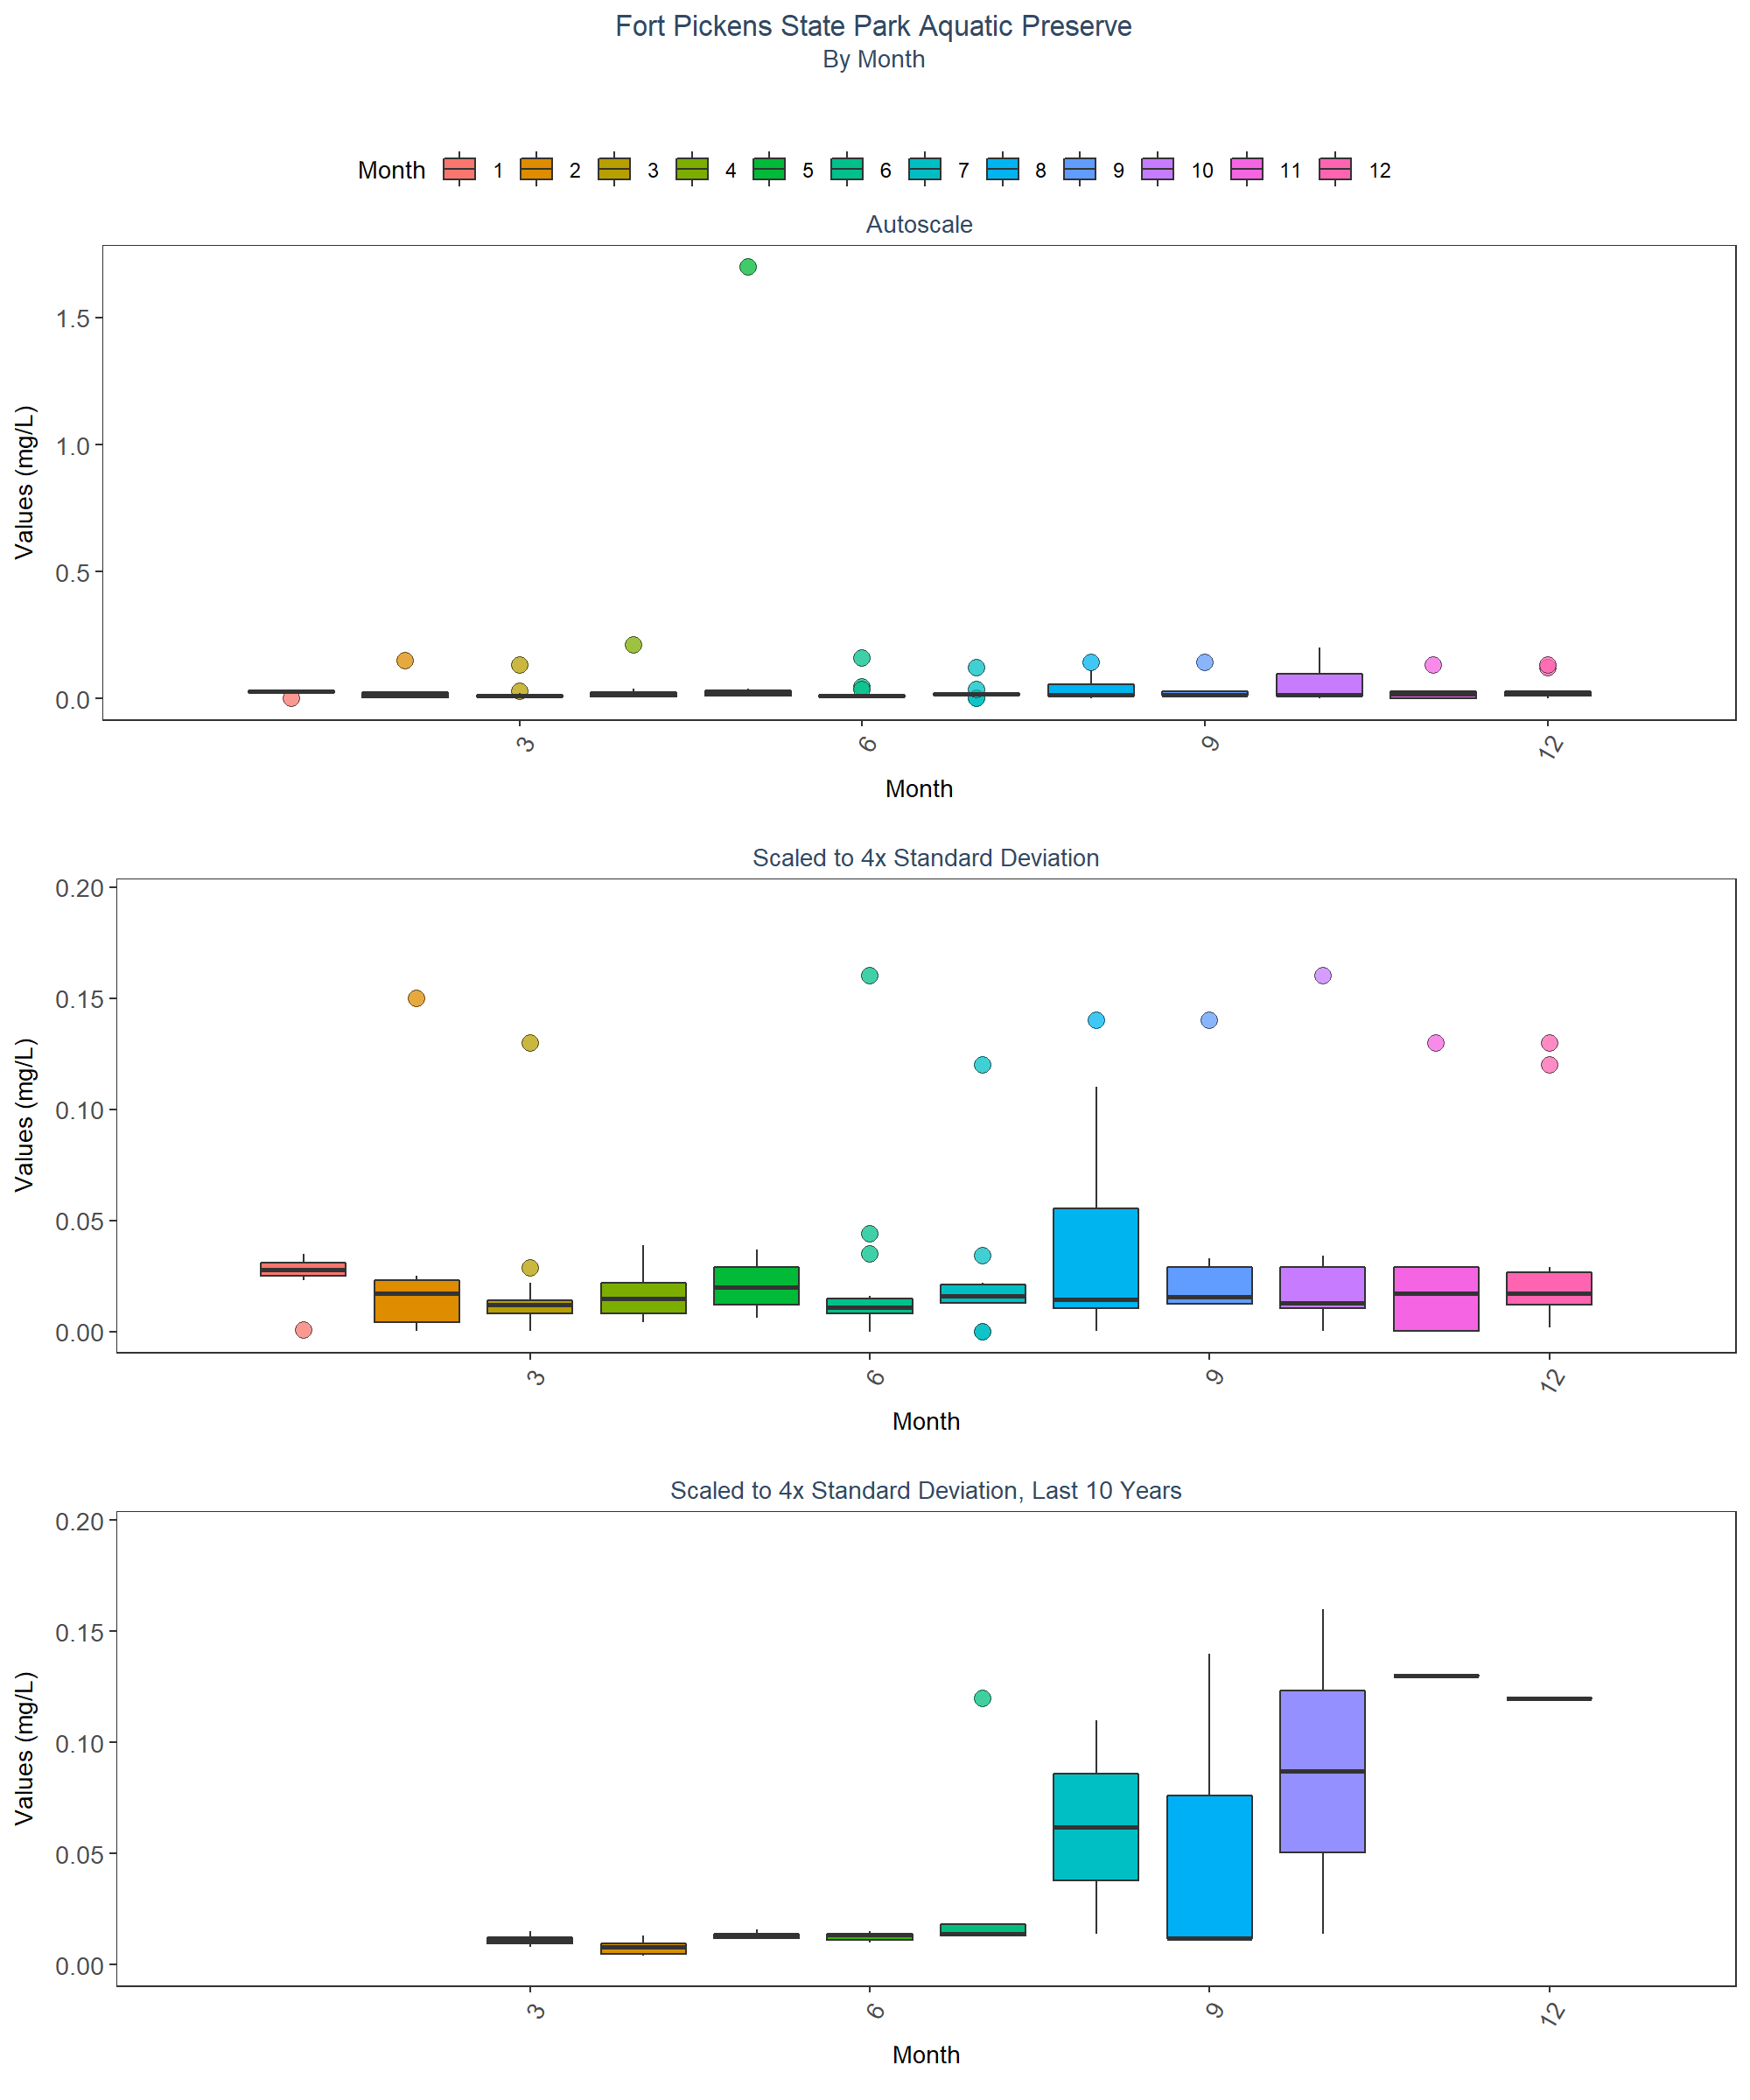 Fort Pickens State Park Aquatic Preserve
By Month
Month 1 2 3 4 5 6 7 8 9 10 11 12
Autoscale
Values (mg/L)
1.5
1.0
0.5
0.0
3 6 9 12
Month
Scaled to 4x Standard Deviation
Values (mg/L)
0.20
0.15
0.10
0.05
0.00
3 6 9 12
Month
Scaled to 4x Standard Deviation, Last 10 Years
Values (mg/L)
0.20
0.15
0.10
0.05
0.00
3 6 9 12
Month